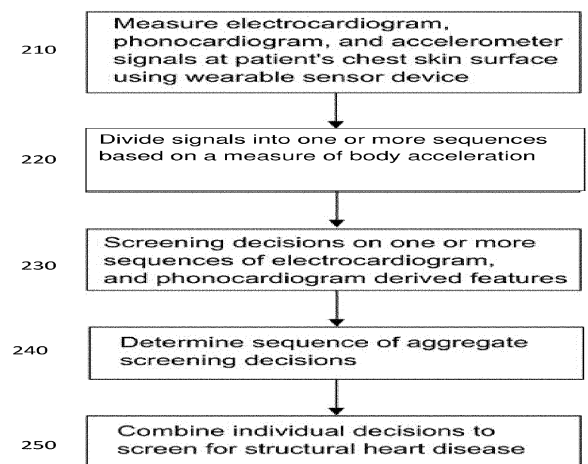 210
Measure electrocardiogram,
phonocardiogram, and accelerometer
signals at patient's chest skin surface
using wearable sensor device
220
Divide signals into one or more sequences
based on a measure of body acceleration
230
Screening decisions on one or more
sequences of electrocardiogram,
and phonocardiogram derived features
240
Determine sequence of aggregate
screening decisions
250
Combine individual decisions to
screen for structural heart disease